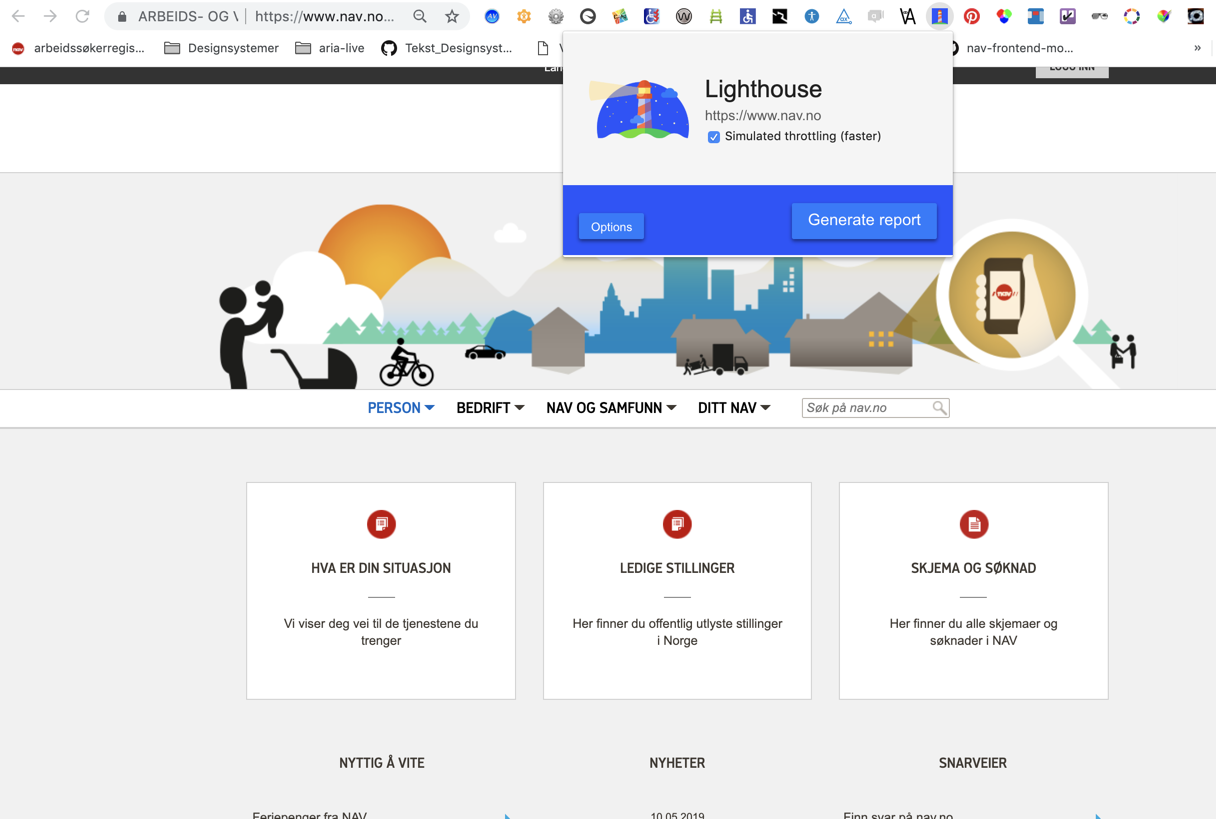 ARBEIDS- OG
https://www.nav.no...
arbeidssøkerregis...
Designsystemer
aria-live
Tekst_Designsyst...
nav-frontend-mo...
»
LOGG INN
Lighthouse
https://www.nav.no
Simulated throttling (faster)
Options
Generate report
NAV
PERSON
BEDRIFT
NAV OG SAMFUNN
DITT NAV
Søk på nav.no
HVA ER DIN SITUASJON
Vi viser deg vei til de tjenestene du
trenger
LEDIGE STILLINGER
Her finner du offentlig utlyste stillinger
i Norge
SKJEMA OG SØKNAD
Her finner du alle skjemaer og
søknader i NAV
NYTTIG Å VITE
NYHETER
SNARVEIER
Feriepenger fra NAV
10.05.2019
Finn svar på nav.no